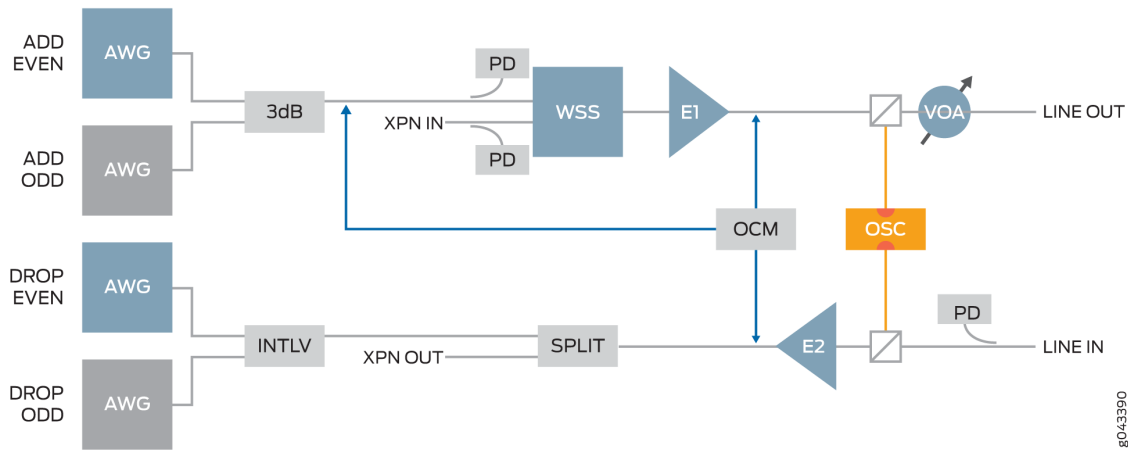 ADD
EVEN
AWG
PD
3dB
XPN IN
WSS
E1
VOA
LINE OUT
PD
ADD
ODD
AWG
OCM
OSC
DROP
EVEN
AWG
PD
INTLV
XPN OUT
SPLIT
E2
LINE IN
DROP
ODD
AWG
g043390